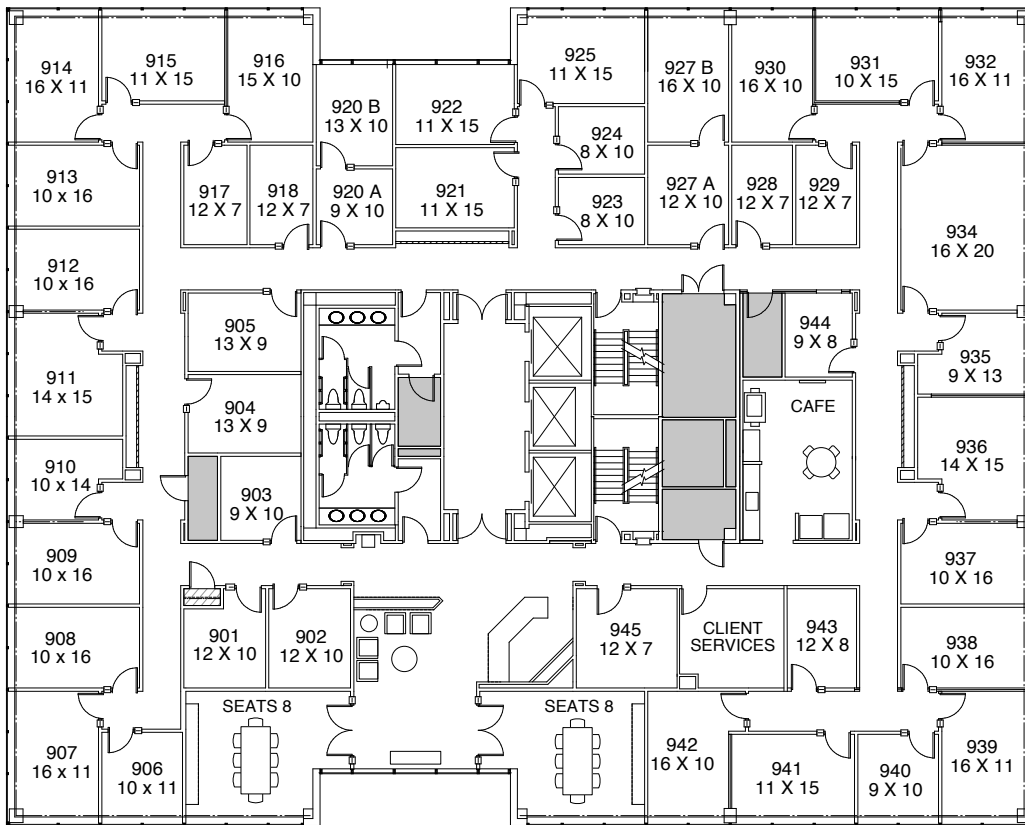 914
16 X 11
915
11 X 15
916
15 X 10
920 B
13 X 10
922
11 X 15
925
11 X 15
927 B
16 X 10
930
16 X 10
931
10 X 15
932
16 X 11
924
8 X 10
913
10 x 16
917
12 X 7
918
12 X 7
920 A
9 X 10
921
11 X 15
923
8 X 10
927 A
12 X 10
928
12 X 7
929
12 X 7
934
16 X 20
912
10 x 16
905
13 X 9
944
9 X 8
935
9 X 13
911
14 x 15
904
13 X 9
CAFE
936
14 X 15
910
10 x 14
903
9 X 10
909
10 x 16
937
10 X 16
901
12 X 10
902
12 X 10
945
12 X 7
CLIENT
SERVICES
943
12 X 8
908
10 x 16
938
10 X 16
SEATS 8
SEATS 8
907
16 x 11
906
10 x 11
942
16 X 10
941
11 X 15
940
9 X 10
939
16 X 11